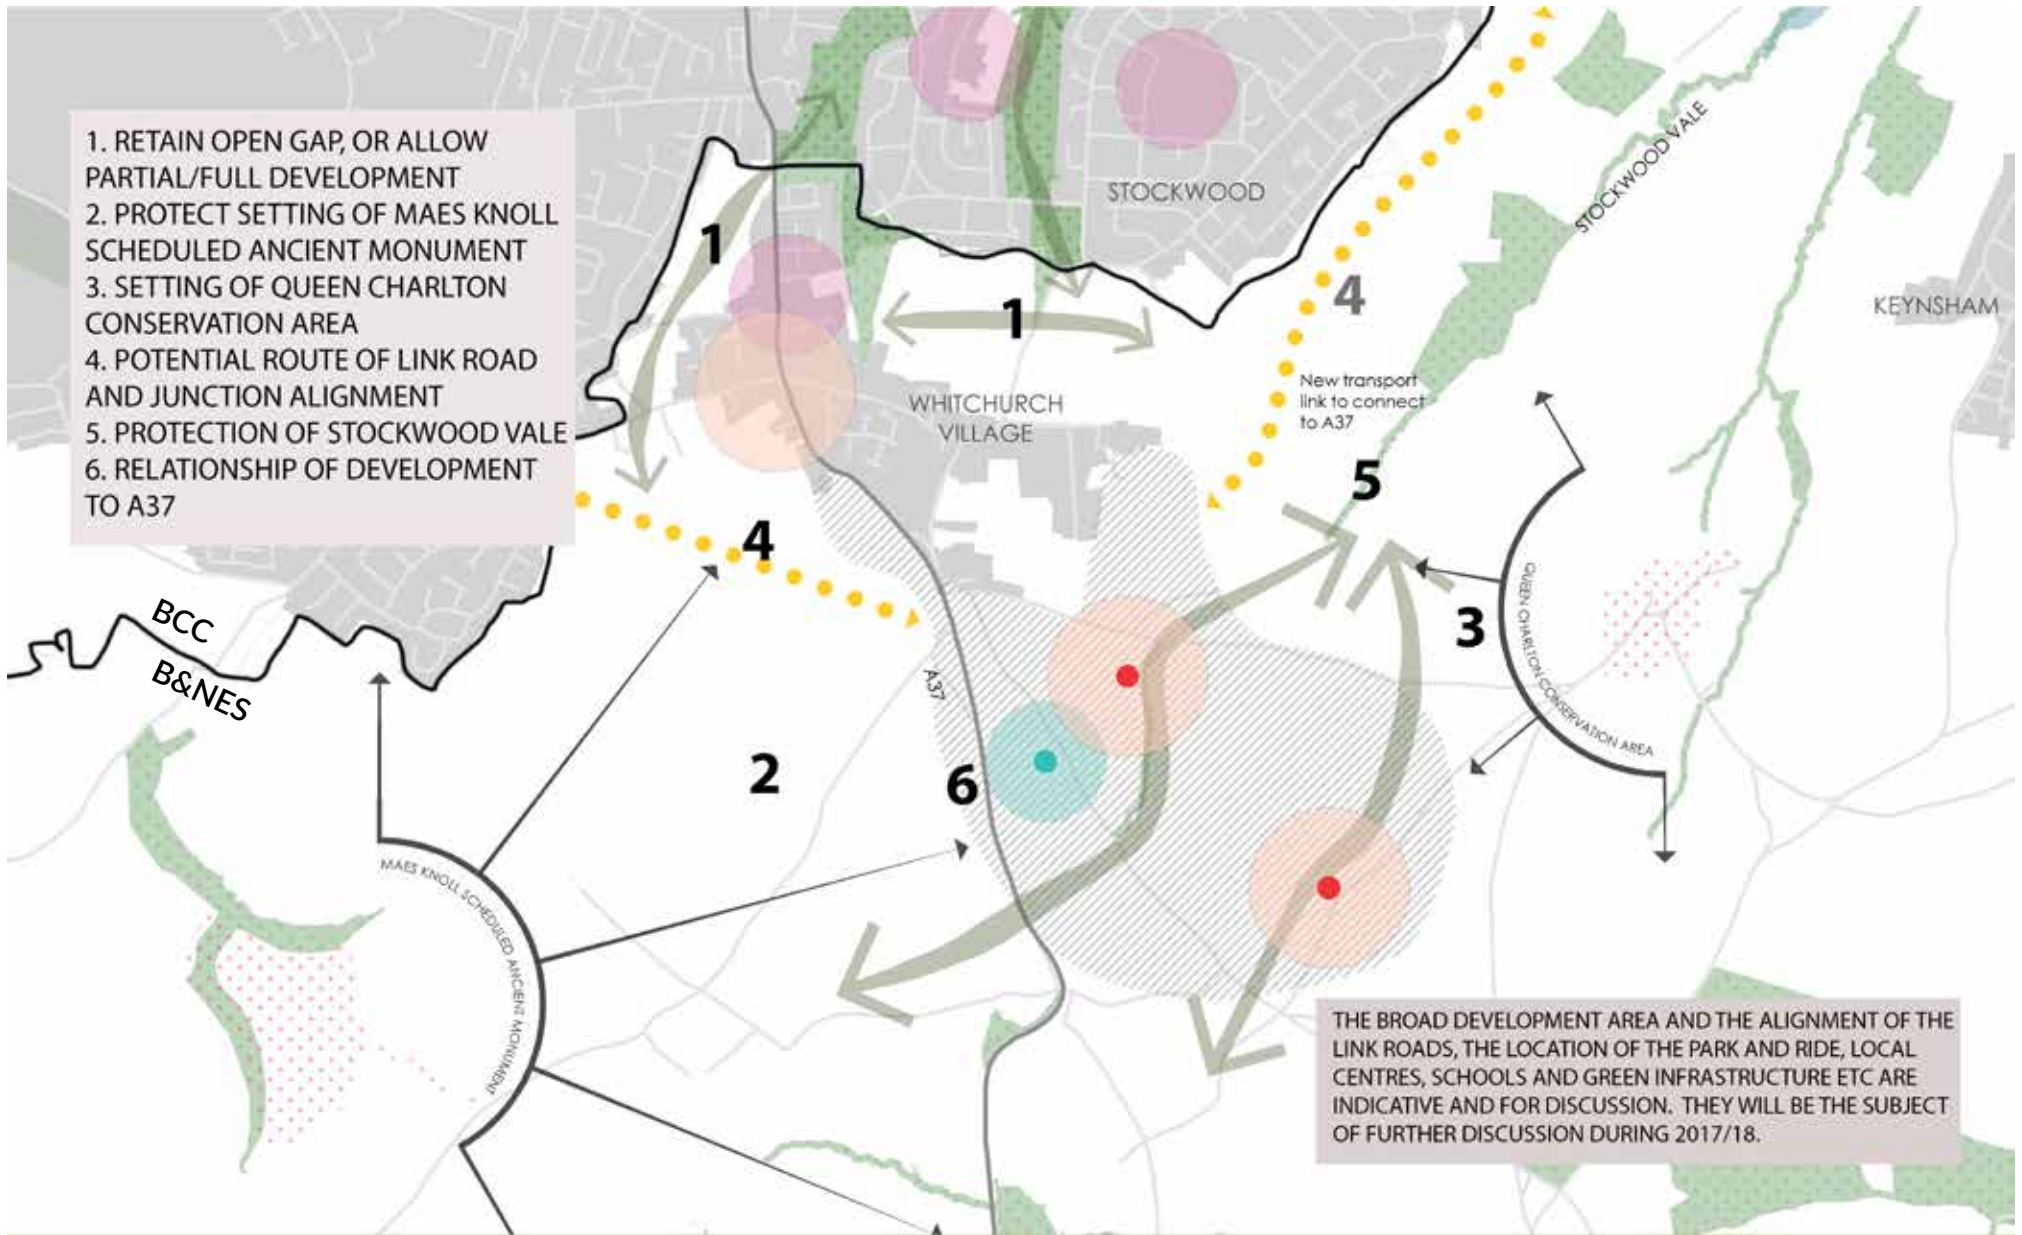 1. RETAIN OPEN GAP, OR ALLOW
PARTIAL/FULL DEVELOPMENT
2. PROTECT SETTING OF MAES KNOLL
SCHEDULED ANCIENT MONUMENT
3. SETTING OF QUEEN CHARLTON
CONSERVATION AREA
4. POTENTIAL ROUTE OF LINK ROAD
AND JUNCTION ALIGNMENT
5. PROTECTION OF STOCKWOOD VALE
6. RELATIONSHIP OF DEVELOPMENT
TO A37
STOCKWOOD
STOCKWOOD VALE
KEYNSHAM
1
1
4
New transport
link to connect
to A37
WHITCHURCH
VILLAGE
5
4
3
QUEEN CHARLTON CONSERVATION AREA
BCC
B&NES
A37
2
6
MAES KNOLL SCHEDULED ANCIENT MONUMENT
THE BROAD DEVELOPMENT AREA AND THE ALIGNMENT OF THE
LINK ROADS, THE LOCATION OF THE PARK AND RIDE, LOCAL
CENTRES, SCHOOLS AND GREEN INFRASTRUCTURE ETC ARE
INDICATIVE AND FOR DISCUSSION. THEY WILL BE THE SUBJECT
OF FURTHER DISCUSSION DURING 2017/18.